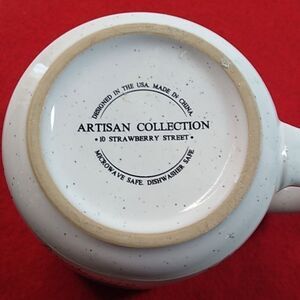 DESIGNED IN THE USA. MADE IN CHINA.
ARTISAN COLLECTION
• 10 STRAWBERRY STREET •
MICROWAVE SAFE. DISHWASHER SAFE